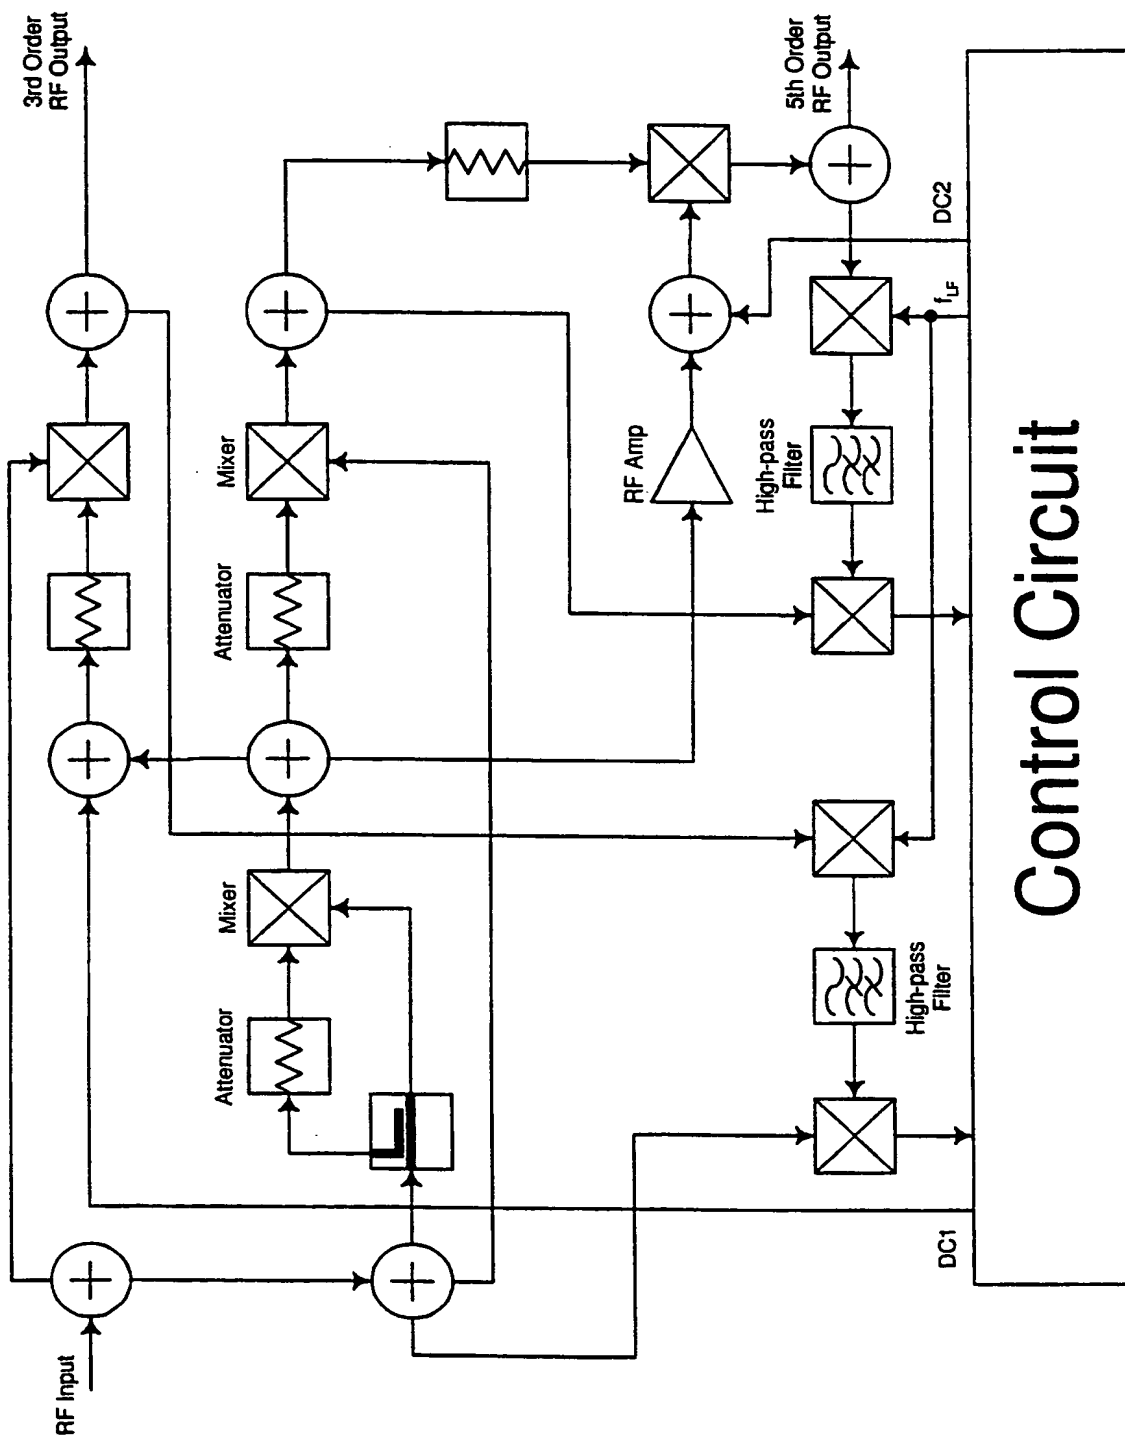 3rd Order
RF Output
5th Order
RF Output
DC2
f_LF
Mixer
RF Amp
High-pass
Filter
Attenuator
Mixer
High-pass
Filter
Attenuator
DC1
RF Input
Control Circuit